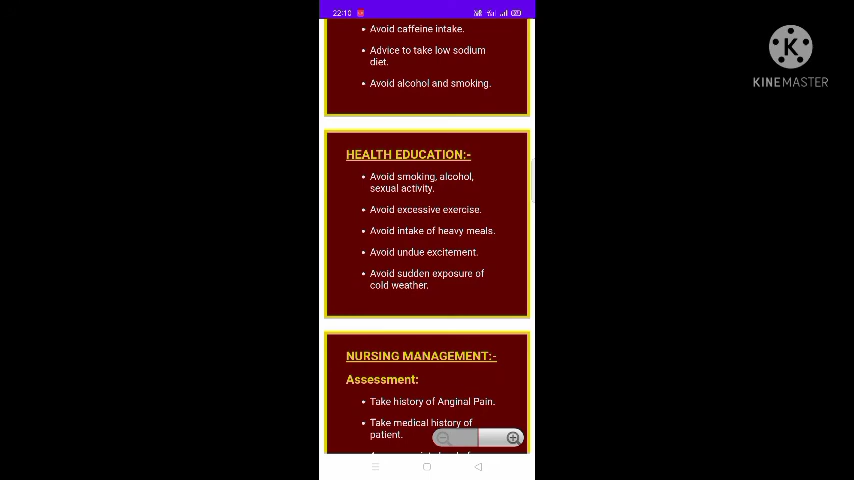 22:10
KINEMASTER
Avoid caffeine intake.
Advice to take low sodium
diet.
Avoid alcohol and smoking.
HEALTH EDUCATION:-
Avoid smoking, alcohol,
sexual activity.
Avoid excessive exercise.
Avoid intake of heavy meals.
Avoid undue excitement.
Avoid sudden exposure of
cold weather.
NURSING MANAGEMENT:-
Assessment:
Take history of Anginal Pain.
Take medical history of
patient.